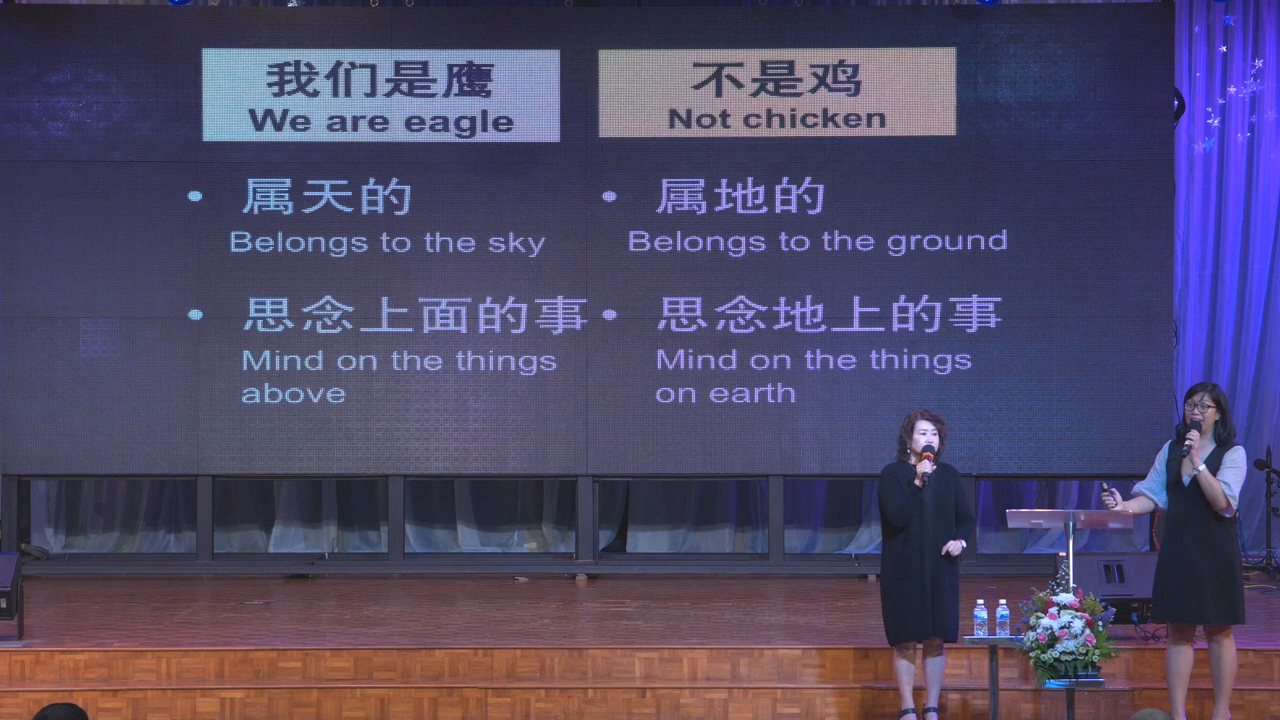 我们是鹰
We are eagle
不是鸡
Not chicken
• 属天的
Belongs to the sky
• 思念上面的事
Mind on the things
above
• 属地的
Belongs to the ground
• 思念地上的事
Mind on the things
on earth